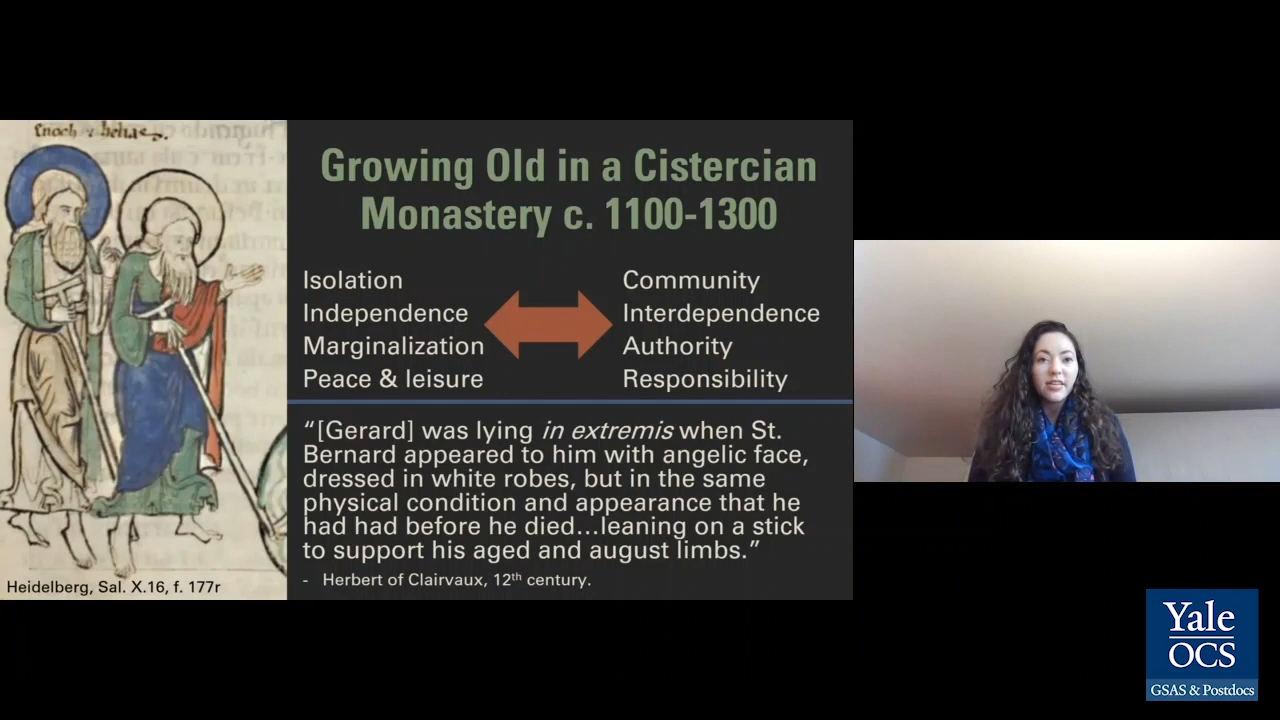 Enoch
Growing Old in a Cistercian
Monastery c. 1100-1300
Isolation
Independence
Marginalization
Peace & leisure
Community
Interdependence
Authority
Responsibility
“[Gerard] was lying in extremis when St.
Bernard appeared to him with angelic face,
dressed in white robes, but in the same
physical condition and appearance that he
had had before he died...leaning on a stick
to support his aged and august limbs.”
- Herbert of Clairvaux, 12th century.
Heidelberg, Sal. X.16, f. 177r
Yale
OCS
GSAS & Postdocs